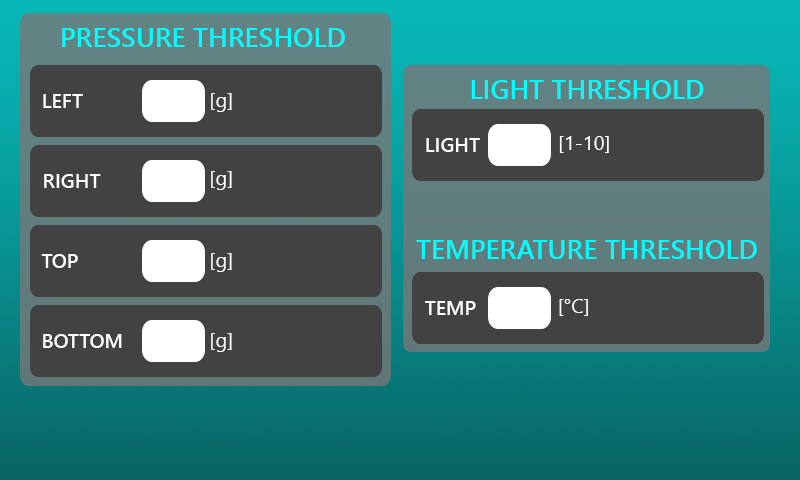 PRESSURE THRESHOLD
LEFT [g]
RIGHT [g]
TOP [g]
BOTTOM [g]
LIGHT THRESHOLD
LIGHT [1-10]
TEMPERATURE THRESHOLD
TEMP [°C]